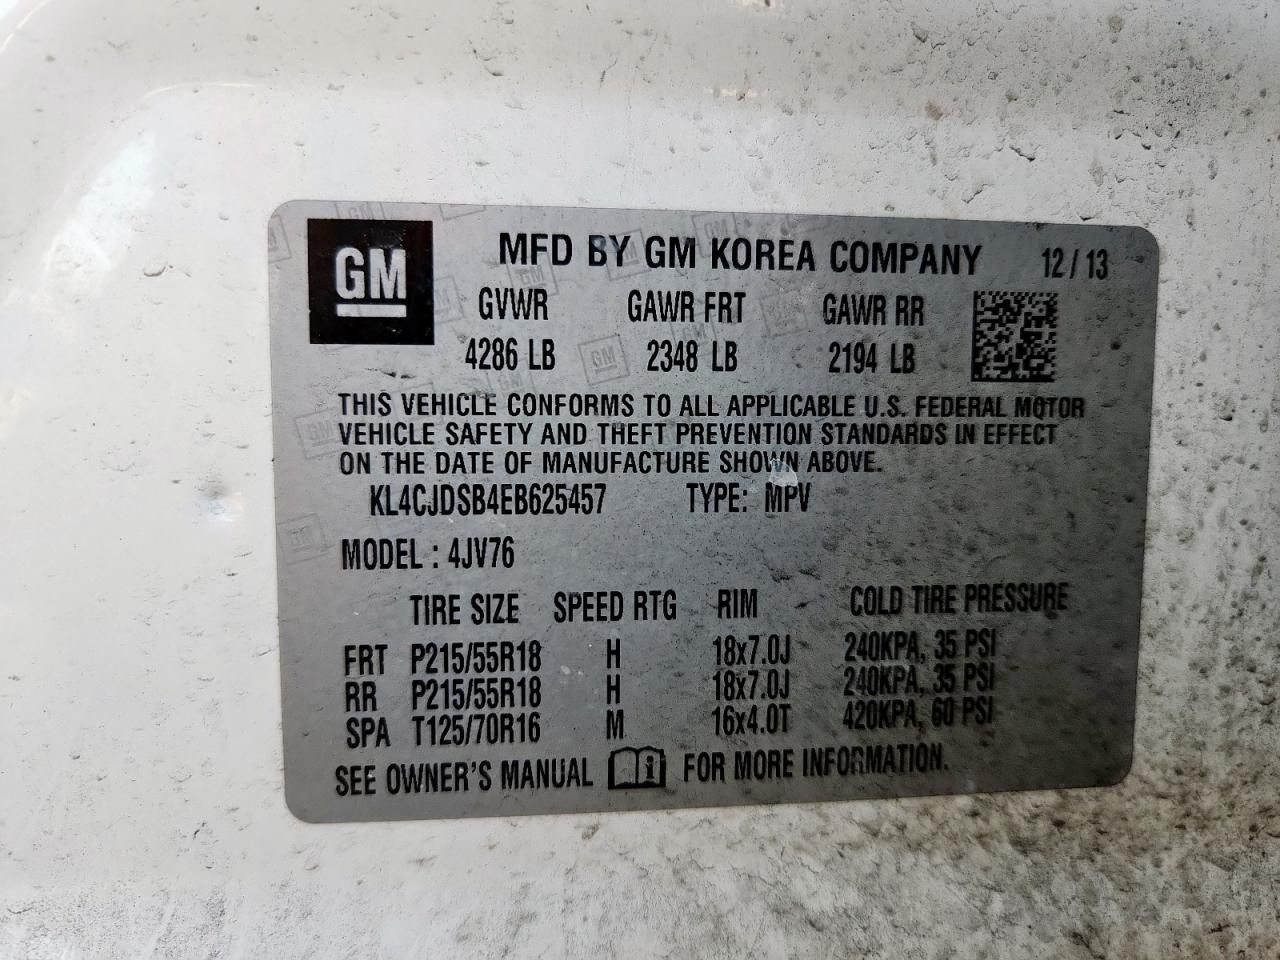 GM MFD BY GM KOREA COMPANY 12/13
GVWR GAWR FRT GAWR RR
4286 LB 2348 LB 2194 LB
THIS VEHICLE CONFORMS TO ALL APPLICABLE U.S. FEDERAL MOTOR
VEHICLE SAFETY AND THEFT PREVENTION STANDARDS IN EFFECT
ON THE DATE OF MANUFACTURE SHOWN ABOVE.
KL4CJDSB4EB625457 TYPE: MPV
MODEL : 4JV76
TIRE SIZE SPEED RTG RIM COLD TIRE PRESSURE
FRT P215/55R18 H 18x7.0J 240KPA, 35 PSI
RR P215/55R18 H 18x7.0J 240KPA, 35 PSI
SPA T125/70R16 M 16x4.0T 420KPA, 60 PSI
SEE OWNER'S MANUAL FOR MORE INFORMATION.